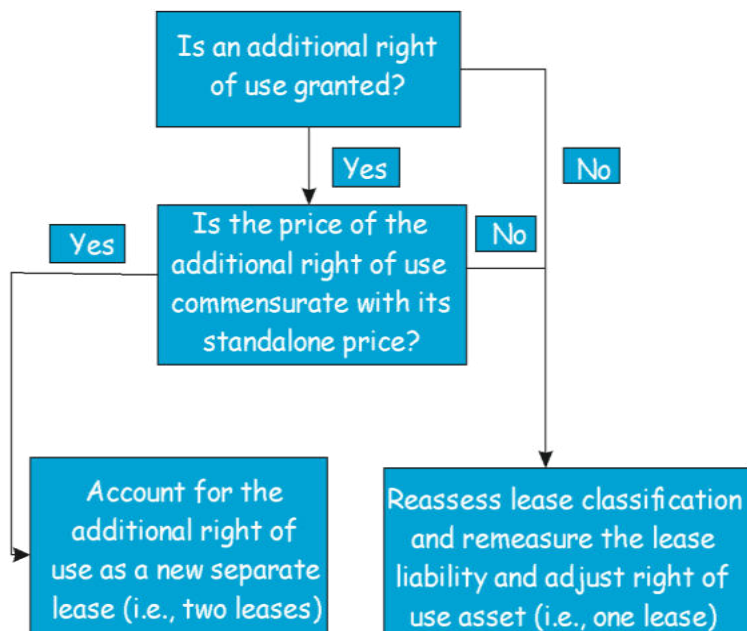 Is an additional right
of use granted?
Yes
No
Is the price of the
additional right of use
commensurate with its
standalone price?
Yes
No
Account for the
additional right of
use as a new separate
lease (i.e., two leases)
Reassess lease classification
and remeasure the lease
liability and adjust right of
use asset (i.e., one lease)